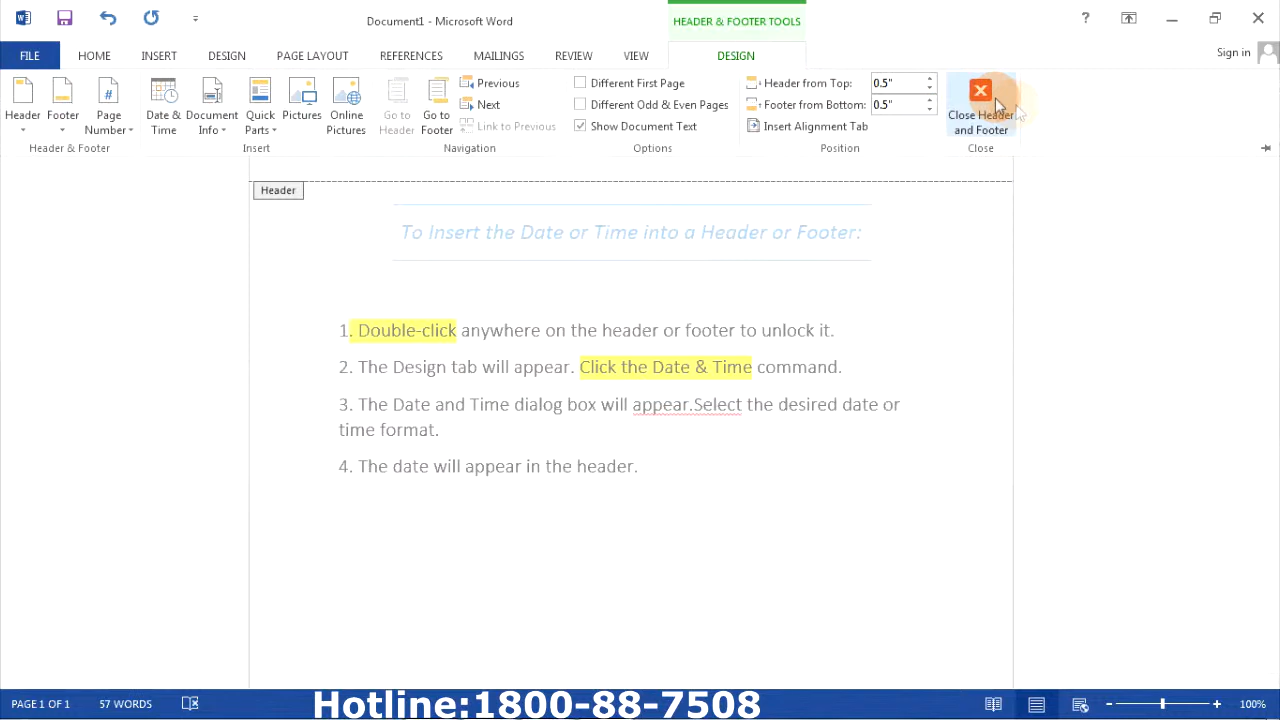 Document1 - Microsoft Word
HEADER & FOOTER TOOLS
?
FILE
HOME
INSERT
DESIGN
PAGE LAYOUT
REFERENCES
MAILINGS
REVIEW
VIEW
DESIGN
Sign in
Header
Footer
Page
Number
Header & Footer
Date &
Time
Document
Info
Quick
Parts
Pictures
Online
Pictures
Insert
Go to
Header
Go to
Footer
Previous
Next
Link to Previous
Navigation
Different First Page
Different Odd & Even Pages
Show Document Text
Options
Header from Top:
0.5"
Footer from Bottom:
0.5"
Insert Alignment Tab
Position
Close Header
and Footer
Close
Header
To Insert the Date or Time into a Header or Footer:
1. Double-click anywhere on the header or footer to unlock it.
2. The Design tab will appear. Click the Date & Time command.
3. The Date and Time dialog box will appear.Select the desired date or
time format.
4. The date will appear in the header.
PAGE 1 OF 1
57 WORDS
Hotline:1800-88-7508
100%